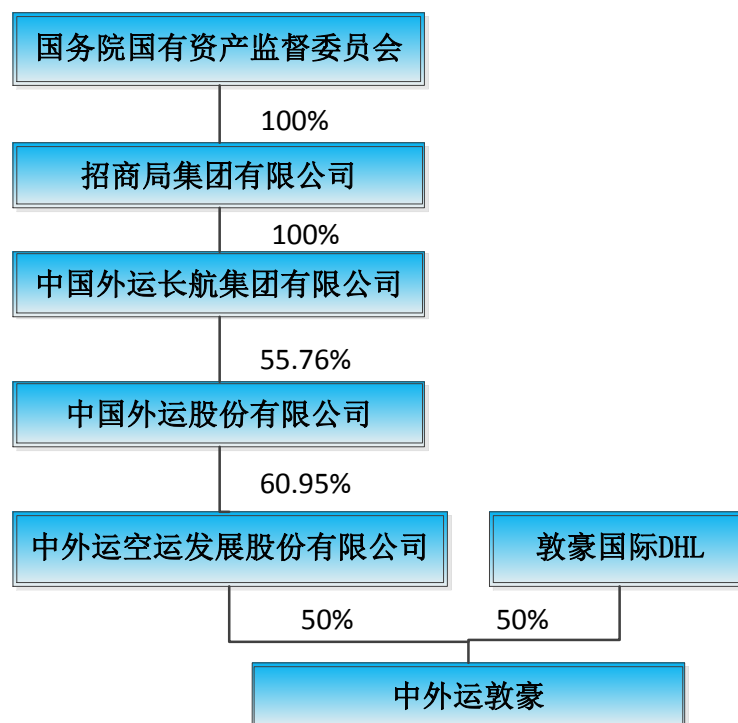 国务院国有资产监督委员会
100%
招商局集团有限公司
100%
中国外运长航集团有限公司
55.76%
中国外运股份有限公司
60.95%
中外运空运发展股份有限公司
敦豪国际DHL
50%
50%
中外运敦豪